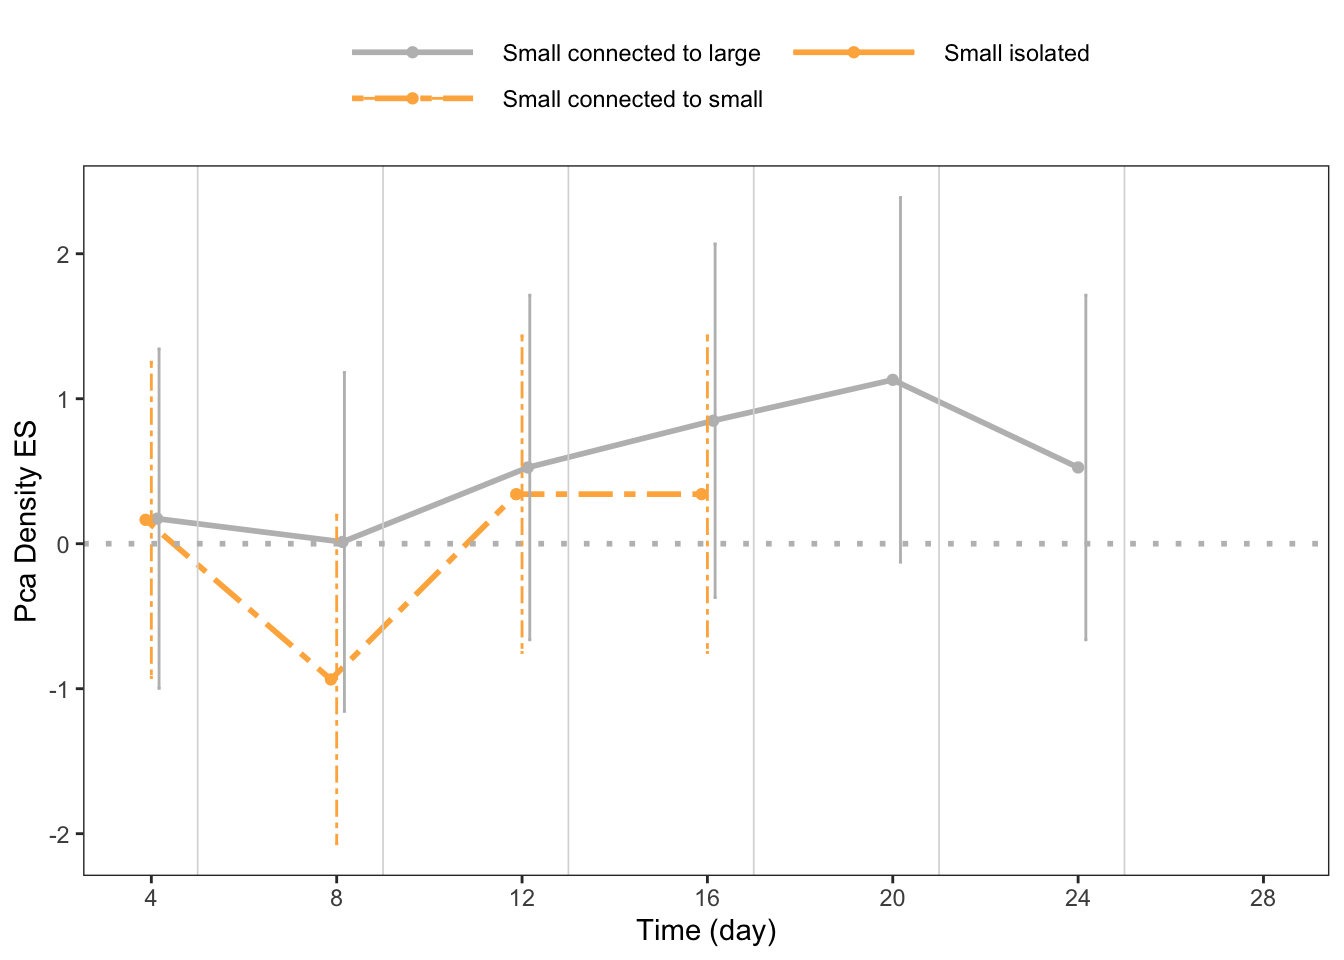 Small connected to large
Small isolated
Small connected to small
Pca Density ES
2
1
0
-1
-2
4
8
12
16
20
24
28
Time (day)